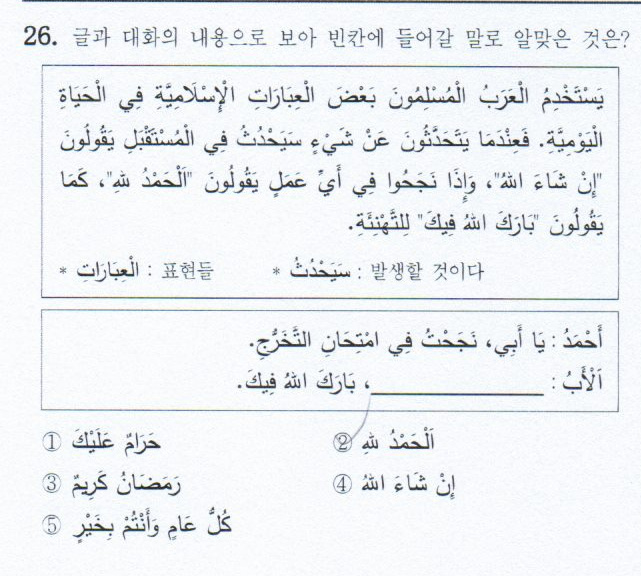 26. 글과 대화의 내용으로 보아 빈칸에 들어갈 말로 알맞은 것은?
يَسْتَخْدِمُ الْعَرَبُ الْمُسْلِمُونَ بَعْضَ الْعِبَارَاتِ الْإِسْلَامِيَّةِ فِي الْحَيَاةِ
الْيَوْمِيَّةِ. فَعِنْدَمَا يَتَحَدَّثُونَ عَنْ شَيْءٍ سَيَحْدُثُ فِي الْمُسْتَقْبَلِ يَقُولُونَ
"إِنْ شَاءَ اللهُ"، وَإِذَا نَجَحُوا فِي أَيِّ عَمَلٍ يَقُولُونَ "اَلْحَمْدُ للهِ"، كَمَا
يَقُولُونَ "بَارَكَ اللهُ فِيكَ" لِلتَّهْنِئَةِ.
* الْعِبَارَاتِ : 표현들 * سَيَحْدُثُ : 발생할 것이다
أَحْمَدُ : يَا أَبِي، نَجَحْتُ فِي امْتِحَانِ التَّخَرُّجِ.
اَلْأَبُ : ________________، بَارَكَ اللهُ فِيكَ.
① حَرَامٌ عَلَيْكَ ② اَلْحَمْدُ للهِ
③ رَمَضَانُ كَرِيمٌ ④ إِنْ شَاءَ اللهُ
⑤ كُلُّ عَامٍ وَأَنْتُمْ بِخَيْرٍ